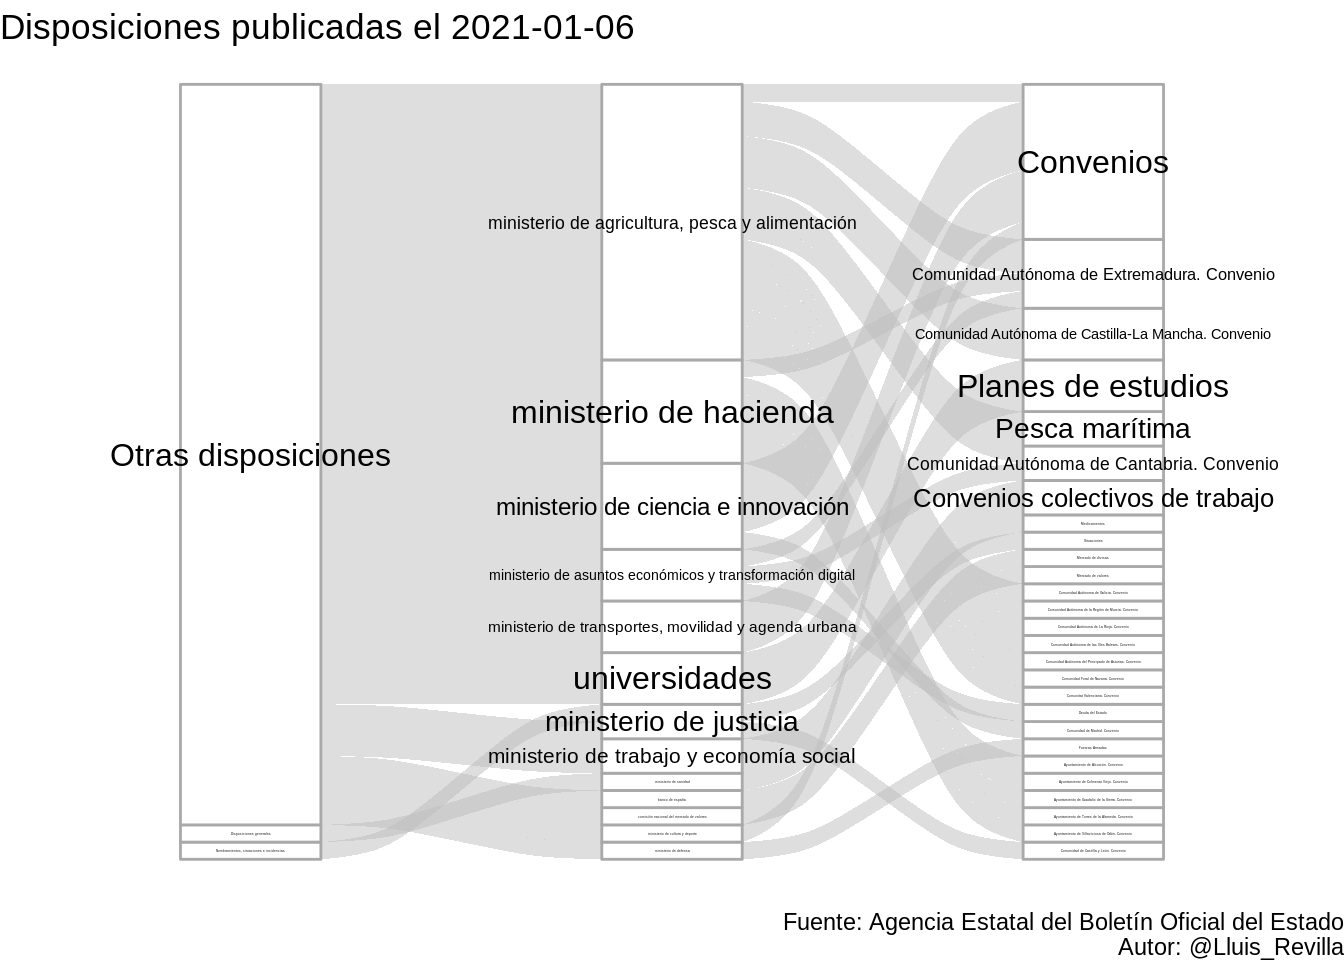 Disposiciones publicadas el 2021-01-06
Otras disposiciones
Disposiciones generales
Nombramientos, situaciones e incidencias
ministerio de agricultura, pesca y alimentación
ministerio de hacienda
ministerio de ciencia e innovación
ministerio de asuntos económicos y transformación digital
ministerio de transportes, movilidad y agenda urbana
universidades
ministerio de justicia
ministerio de trabajo y economía social
ministerio de sanidad
banco de españa
comisión nacional del mercado de valores
ministerio de cultura y deporte
ministerio de defensa
Convenios
Comunidad Autónoma de Extremadura. Convenio
Comunidad Autónoma de Castilla-La Mancha. Convenio
Planes de estudios
Pesca marítima
Comunidad Autónoma de Cantabria. Convenio
Convenios colectivos de trabajo
Medicamentos
Situaciones
Mercado de divisas
Mercado de valores
Comunidad Autónoma de Galicia. Convenio
Comunidad Autónoma de la Región de Murcia. Convenio
Comunidad Autónoma de La Rioja. Convenio
Comunidad Autónoma de las Illes Balears. Convenio
Comunidad Autónoma del Principado de Asturias. Convenio
Comunidad Foral de Navarra. Convenio
Comunitat Valenciana. Convenio
Deuda del Estado
Comunidad de Madrid. Convenio
Fuerzas Armadas
Ayuntamiento de Alcorcón. Convenio
Ayuntamiento de Colmenar Viejo. Convenio
Ayuntamiento de Gandullo de la Sierra. Convenio
Ayuntamiento de Torres de la Alameda. Convenio
Ayuntamiento de Villaviciosa de Odón. Convenio
Comunidad de Castilla y León. Convenio
Fuente: Agencia Estatal del Boletín Oficial del Estado
Autor: @Lluis_Revilla